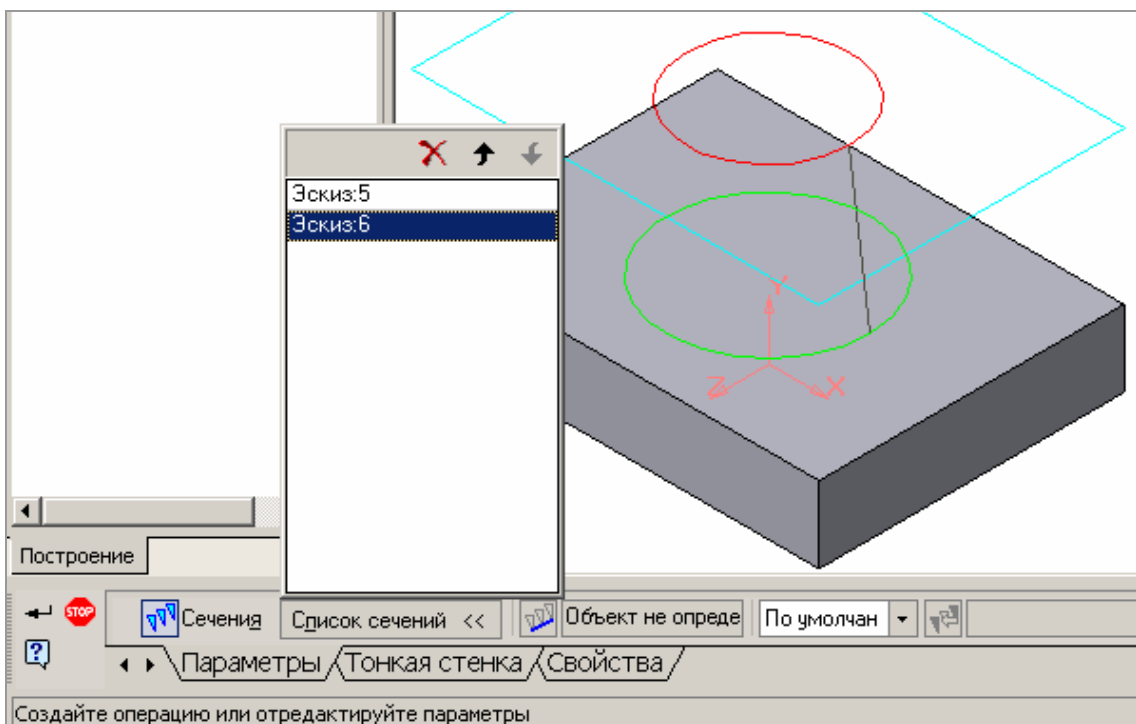 Эскиз:5
Эскиз:6
Y
Z
X
Построение
STOP
Сечения
Список сечений <<
Объект не опреде
По умолчан
?
Параметры
Тонкая стенка
Свойства
Создайте операцию или отредактируйте параметры